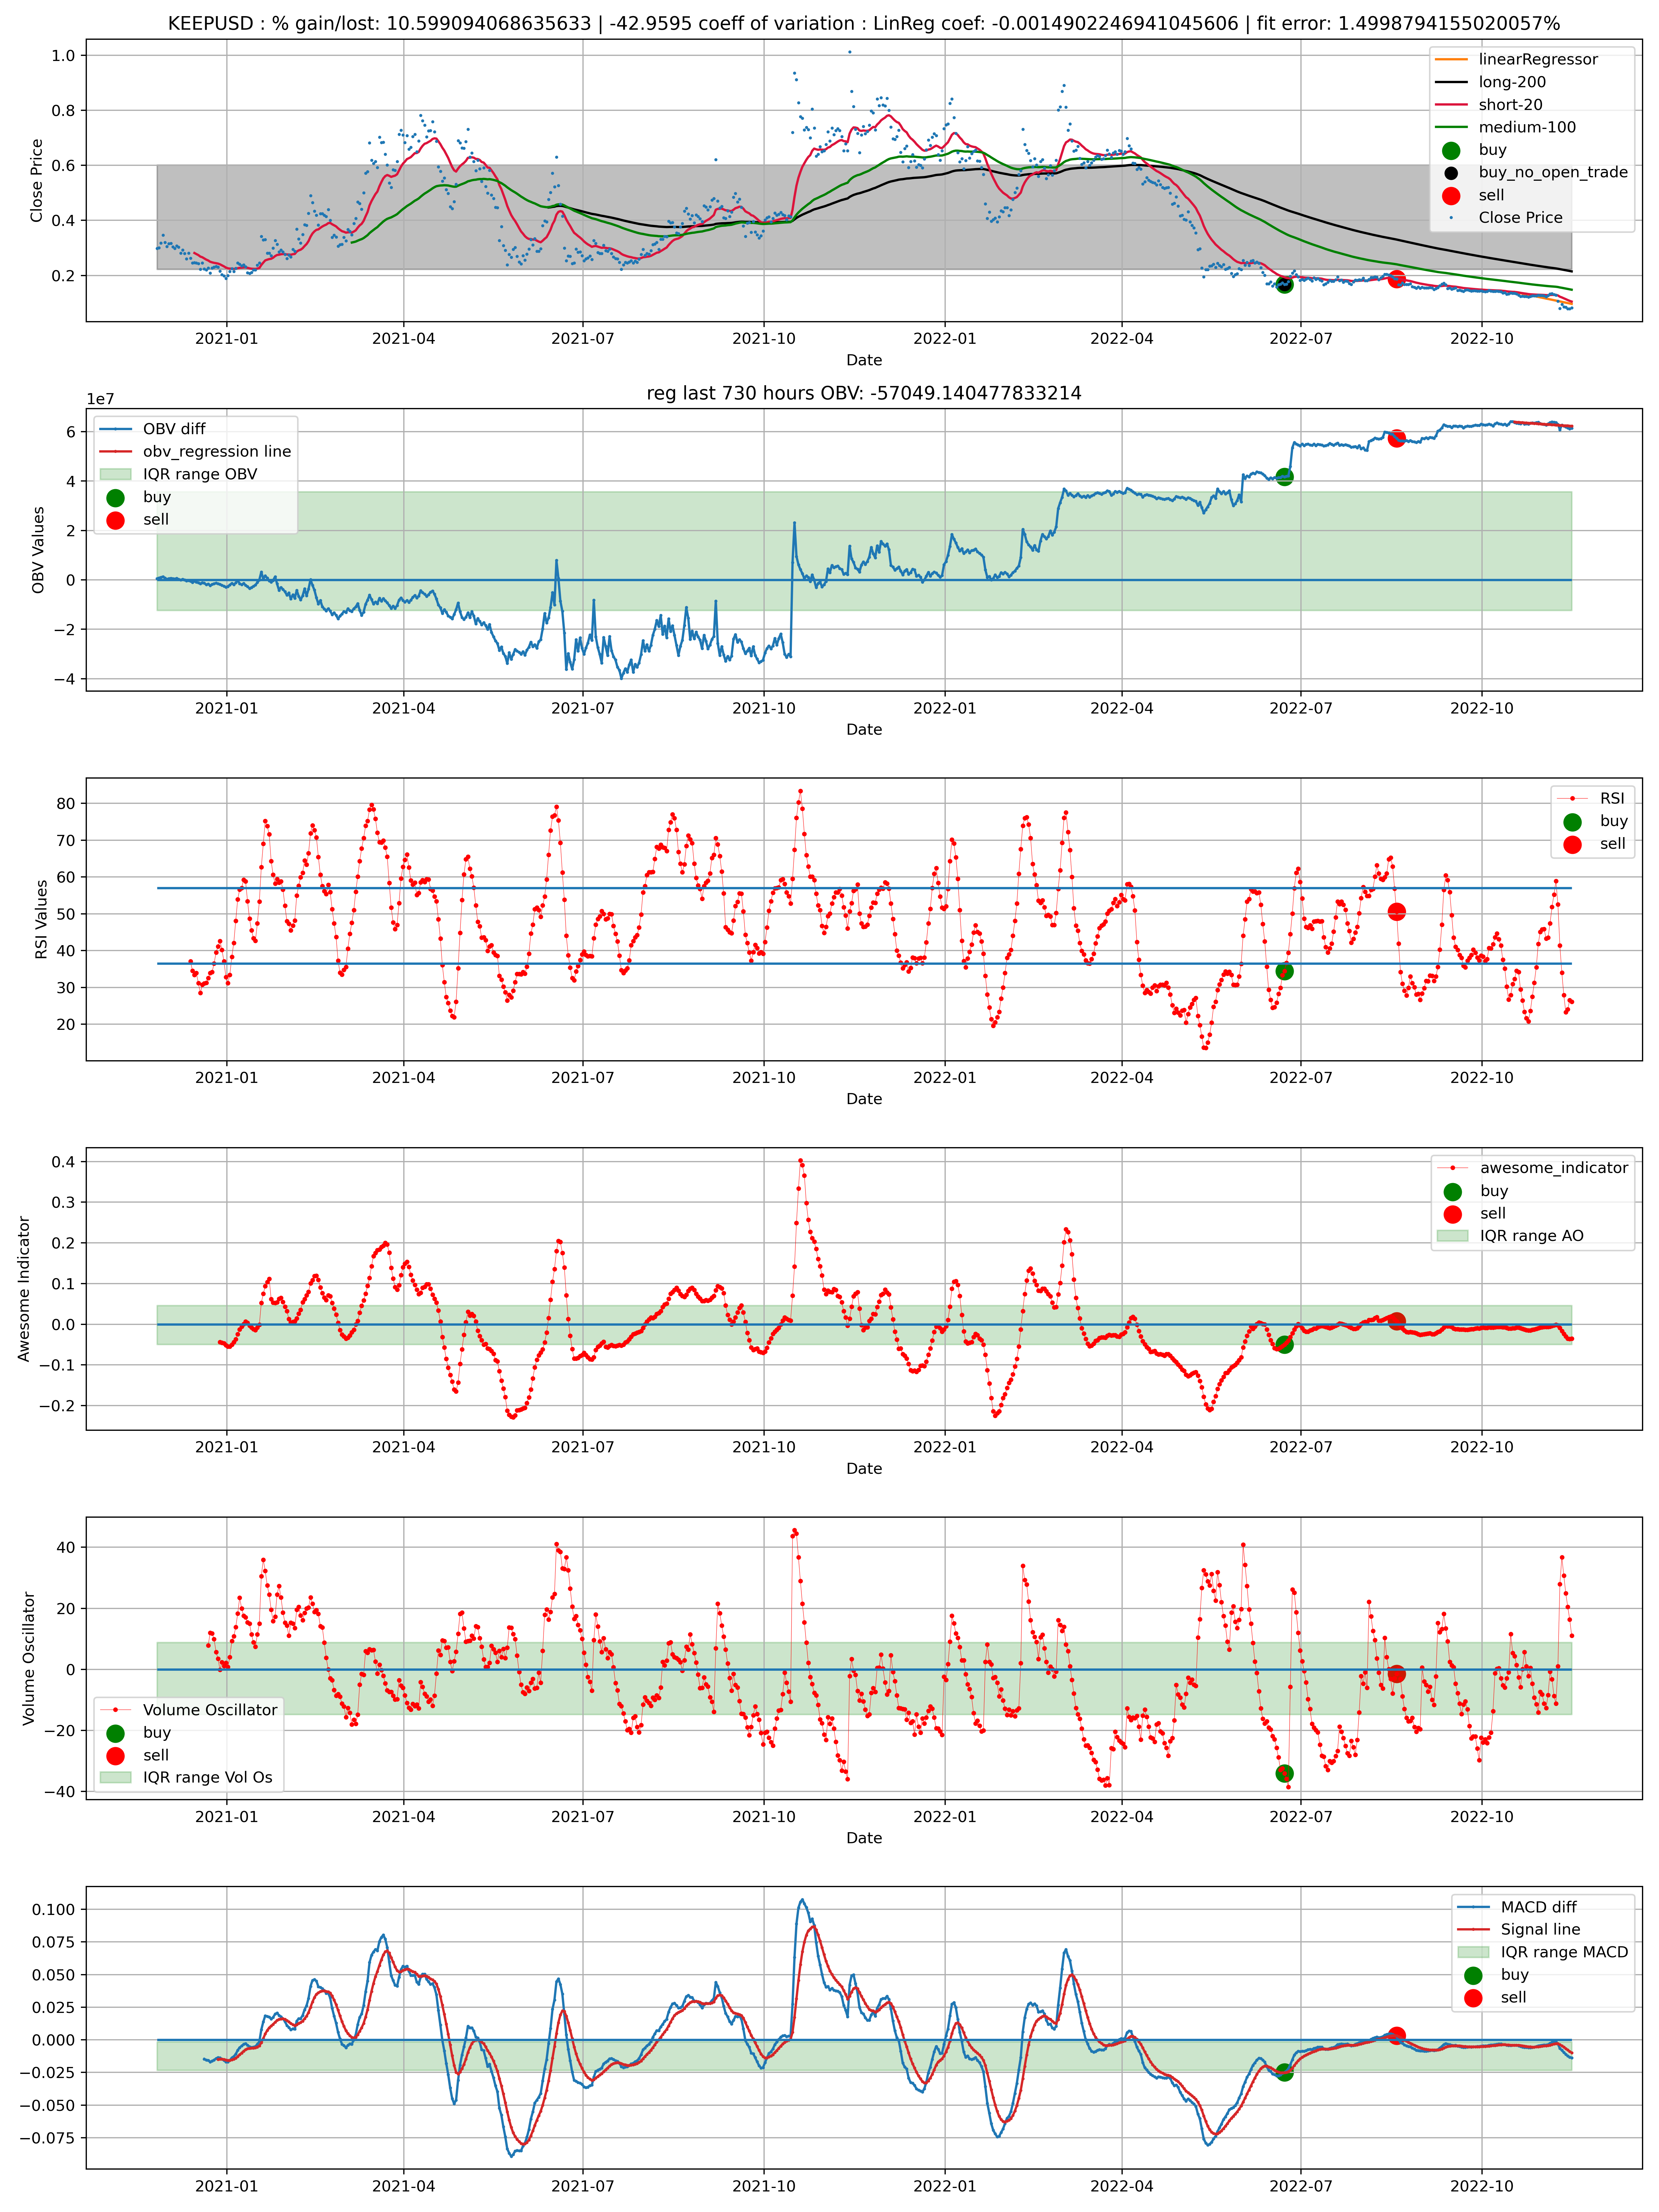 KEEPUSD : % gain/lost: 10.599094068635633 | -42.9595 coeff of variation : LinReg coef: -0.0014902246941045606 | fit error: 1.4998794155020057%
1.0
0.8
0.6
0.4
0.2
Close Price
linearRegressor
long-200
short-20
medium-100
buy
buy_no_open_trade
sell
Close Price
2021-01 2021-04 2021-07 2021-10 2022-01 2022-04 2022-07 2022-10
Date
reg last 730 hours OBV: -57049.140477833214
1e7
6
4
2
0
−2
−4
OBV Values
OBV diff
obv_regression line
IQR range OBV
buy
sell
2021-01 2021-04 2021-07 2021-10 2022-01 2022-04 2022-07 2022-10
Date
80
70
60
50
40
30
20
RSI Values
RSI
buy
sell
2021-01 2021-04 2021-07 2021-10 2022-01 2022-04 2022-07 2022-10
Date
0.4
0.3
0.2
0.1
0.0
−0.1
−0.2
Awesome Indicator
awesome_indicator
buy
sell
IQR range AO
2021-01 2021-04 2021-07 2021-10 2022-01 2022-04 2022-07 2022-10
Date
40
20
0
−20
−40
Volume Oscillator
Volume Oscillator
buy
sell
IQR range Vol Os
2021-01 2021-04 2021-07 2021-10 2022-01 2022-04 2022-07 2022-10
Date
0.100
0.075
0.050
0.025
0.000
−0.025
−0.050
−0.075
MACD diff
Signal line
IQR range MACD
buy
sell
2021-01 2021-04 2021-07 2021-10 2022-01 2022-04 2022-07 2022-10